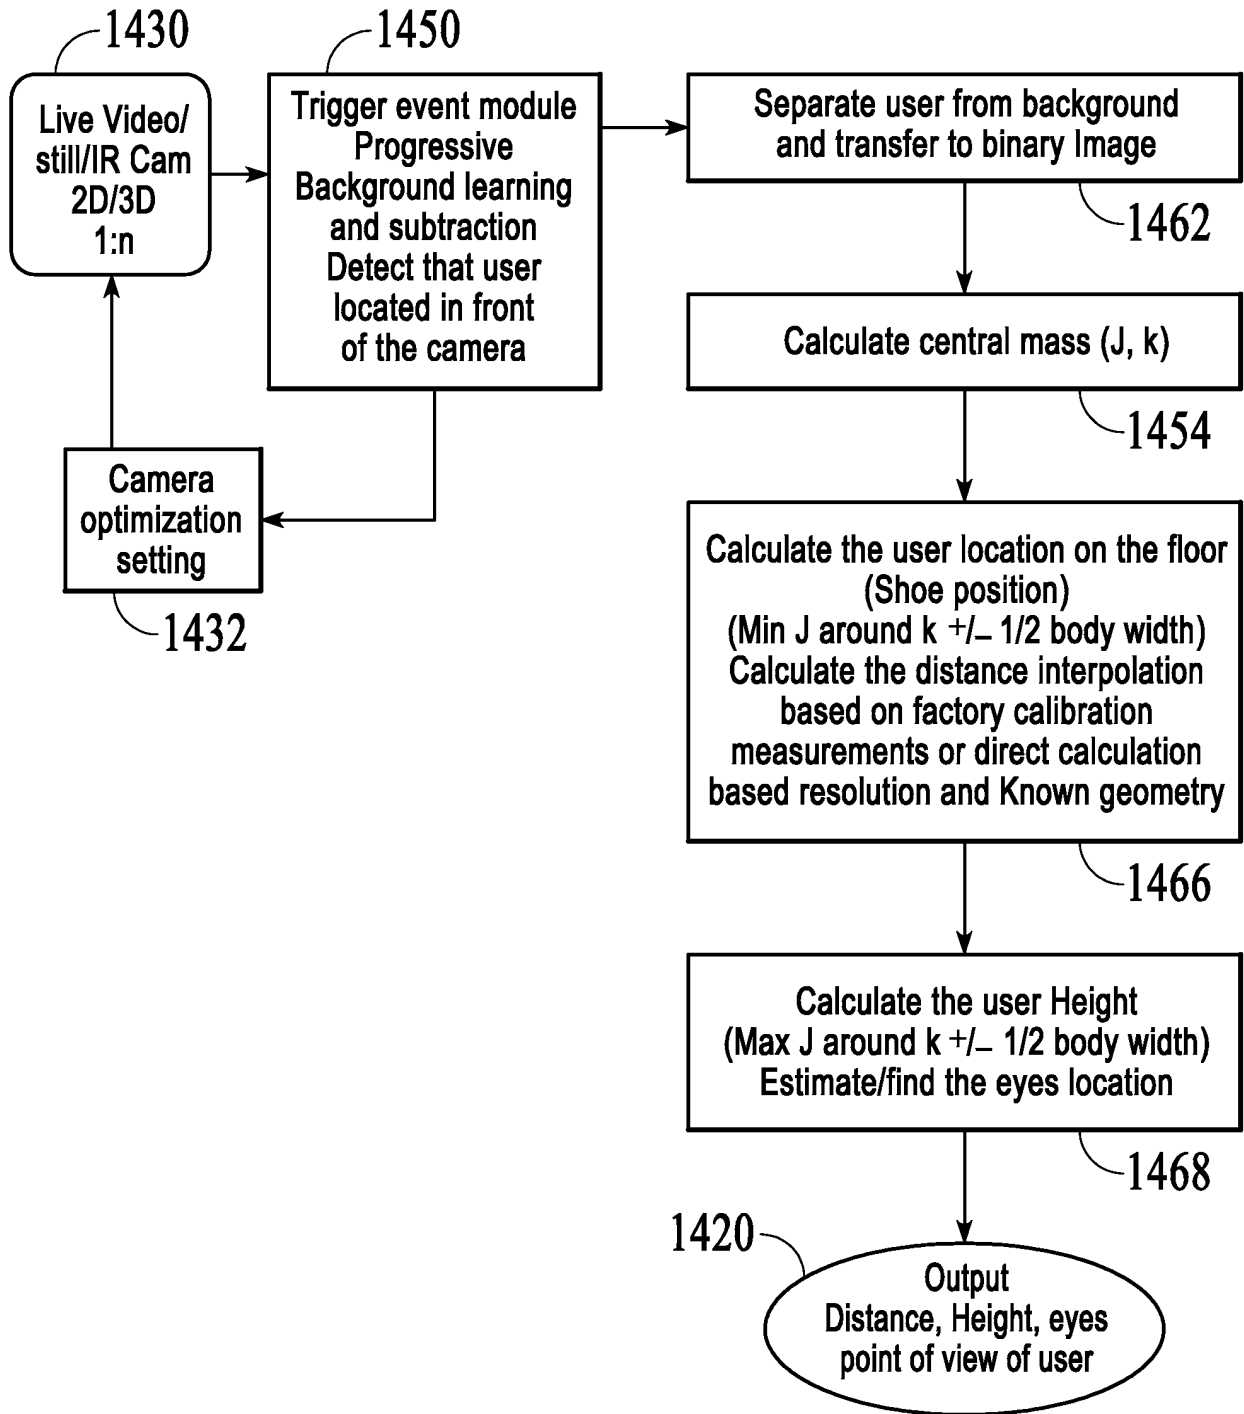 1430
Live Video/
still/IR Cam
2D/3D
1:n
1450
Trigger event module
Progressive
Background learning
and subtraction
Detect that user
located in front
of the camera
Camera
optimization
setting
1432
Separate user from background
and transfer to binary Image
1462
Calculate central mass (J, k)
1454
Calculate the user location on the floor
(Shoe position)
(Min J around k +/– 1/2 body width)
Calculate the distance interpolation
based on factory calibration
measurements or direct calculation
based resolution and Known geometry
1466
Calculate the user Height
(Max J around k +/– 1/2 body width)
Estimate/find the eyes location
1468
1420
Output
Distance, Height, eyes
point of view of user